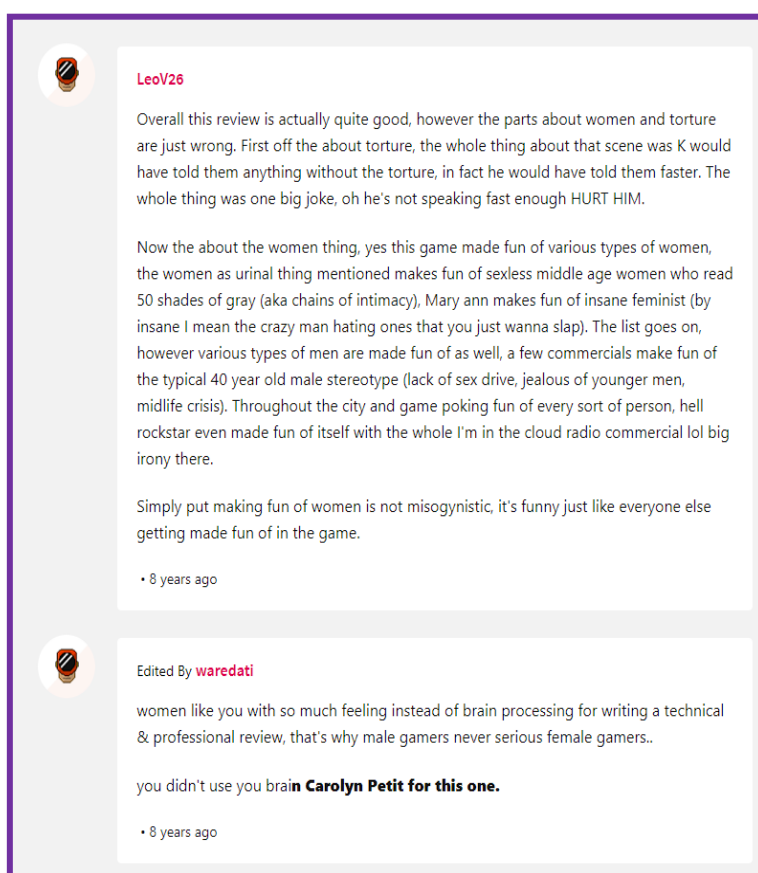 LeoV26
Overall this review is actually quite good, however the parts about women and torture
are just wrong. First off the about torture, the whole thing about that scene was K would
have told them anything without the torture, in fact he would have told them faster. The
whole thing was one big joke, oh he's not speaking fast enough HURT HIM.
Now the about the women thing, yes this game made fun of various types of women,
the women as urinal thing mentioned makes fun of sexless middle age women who read
50 shades of gray (aka chains of intimacy), Mary ann makes fun of insane feminist (by
insane I mean the crazy man hating ones that you just wanna slap). The list goes on,
however various types of men are made fun of as well, a few commercials make fun of
the typical 40 year old male stereotype (lack of sex drive, jealous of younger men,
midlife crisis). Throughout the city and game poking fun of every sort of person, hell
rockstar even made fun of itself with the whole I'm in the cloud radio commercial lol big
irony there.
Simply put making fun of women is not misogynistic, it's funny just like everyone else
getting made fun of in the game.
• 8 years ago
Edited By waredati
women like you with so much feeling instead of brain processing for writing a technical
& professional review, that's why male gamers never serious female gamers..
you didn't use you brain Carolyn Petit for this one.
• 8 years ago